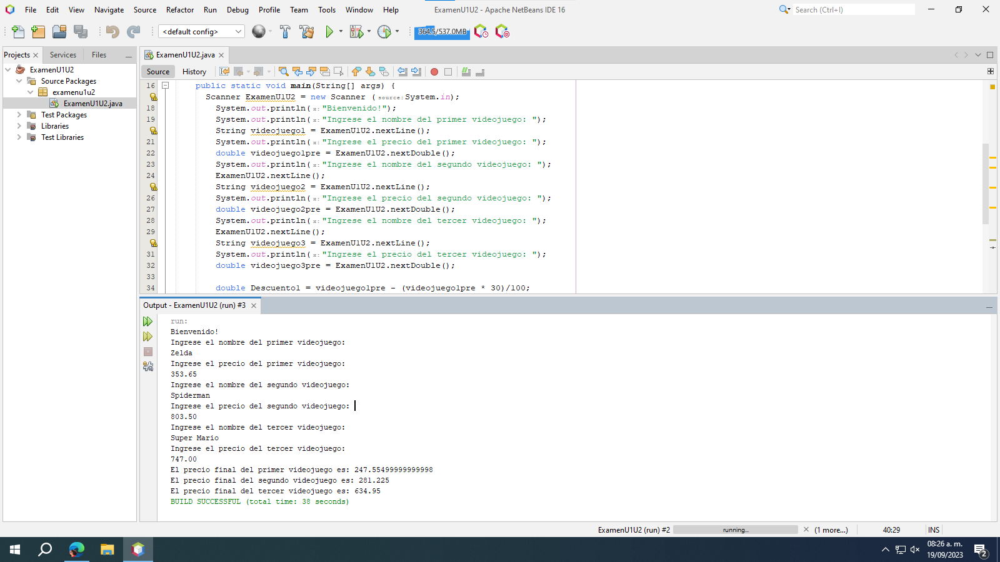 File Edit View Navigate Source Refactor Run Debug Profile Team Tools Window Help ExamenU1U2 - Apache NetBeans IDE 16 Search (Ctrl+I)
<default config> 364.5/537.0MB
Projects Services Files
ExamenU1U2
Source Packages
examenu1u2
ExamenU1U2.java
Test Packages
Libraries
Test Libraries
ExamenU1U2.java
Source History
16 public static void main(String[] args) {
Scanner ExamenU1U2 = new Scanner (source:System.in);
18 System.out.println(x:"Bienvenido!");
19 System.out.println(x:"Ingrese el nombre del primer videojuego: ");
String videojuego1 = ExamenU1U2.nextLine();
21 System.out.println(x:"Ingrese el precio del primer videojuego: ");
22 double videojuego1pre = ExamenU1U2.nextDouble();
23 System.out.println(x:"Ingrese el nombre del segundo videojuego: ");
24 ExamenU1U2.nextLine();
String videojuego2 = ExamenU1U2.nextLine();
26 System.out.println(x:"Ingrese el precio del segundo videojuego: ");
27 double videojuego2pre = ExamenU1U2.nextDouble();
28 System.out.println(x:"Ingrese el nombre del tercer videojuego: ");
29 ExamenU1U2.nextLine();
String videojuego3 = ExamenU1U2.nextLine();
31 System.out.println(x:"Ingrese el precio del tercer videojuego: ");
32 double videojuego3pre = ExamenU1U2.nextDouble();
33
34 double Descuento1 = videojuego1pre - (videojuego1pre * 30)/100;
Output - ExamenU1U2 (run) #3
run:
Bienvenido!
Ingrese el nombre del primer videojuego:
Zelda
Ingrese el precio del primer videojuego:
353.65
Ingrese el nombre del segundo videojuego:
Spiderman
Ingrese el precio del segundo videojuego:
803.50
Ingrese el nombre del tercer videojuego:
Super Mario
Ingrese el precio del tercer videojuego:
747.00
El precio final del primer videojuego es: 247.55499999999998
El precio final del segundo videojuego es: 281.225
El precio final del tercer videojuego es: 634.95
BUILD SUCCESSFUL (total time: 38 seconds)
ExamenU1U2 (run) #2 running... (1 more...) 40:29 INS
08:26 a. m.
19/09/2023
2